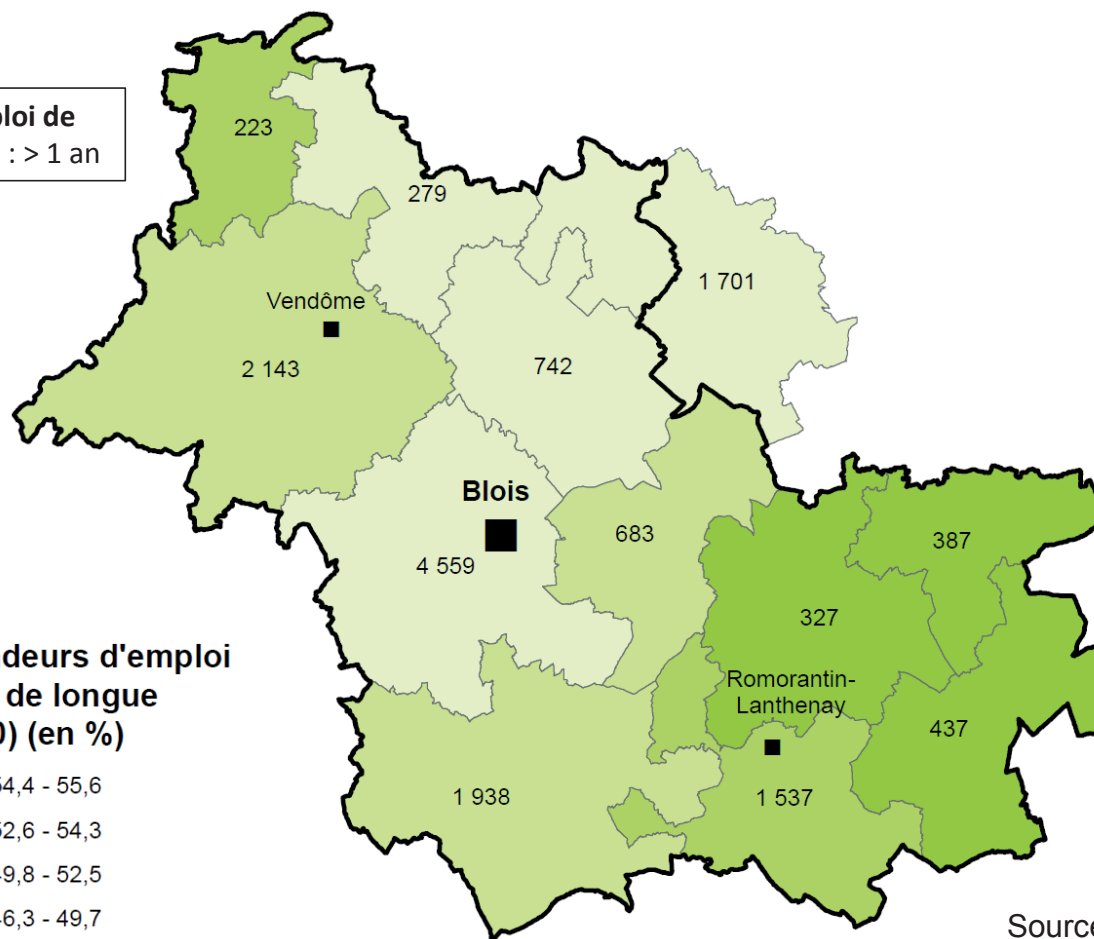 ploi de
: > 1 an
223
279
1 701
Vendôme
2 143
742
Blois
4 559
683
387
327
Romorantin-
Lanthenay
437
1 938
1 537
deurs d'emploi
de longue
0) (en %)
54,4 - 55,6
52,6 - 54,3
49,8 - 52,5
46,3 - 49,7
Source